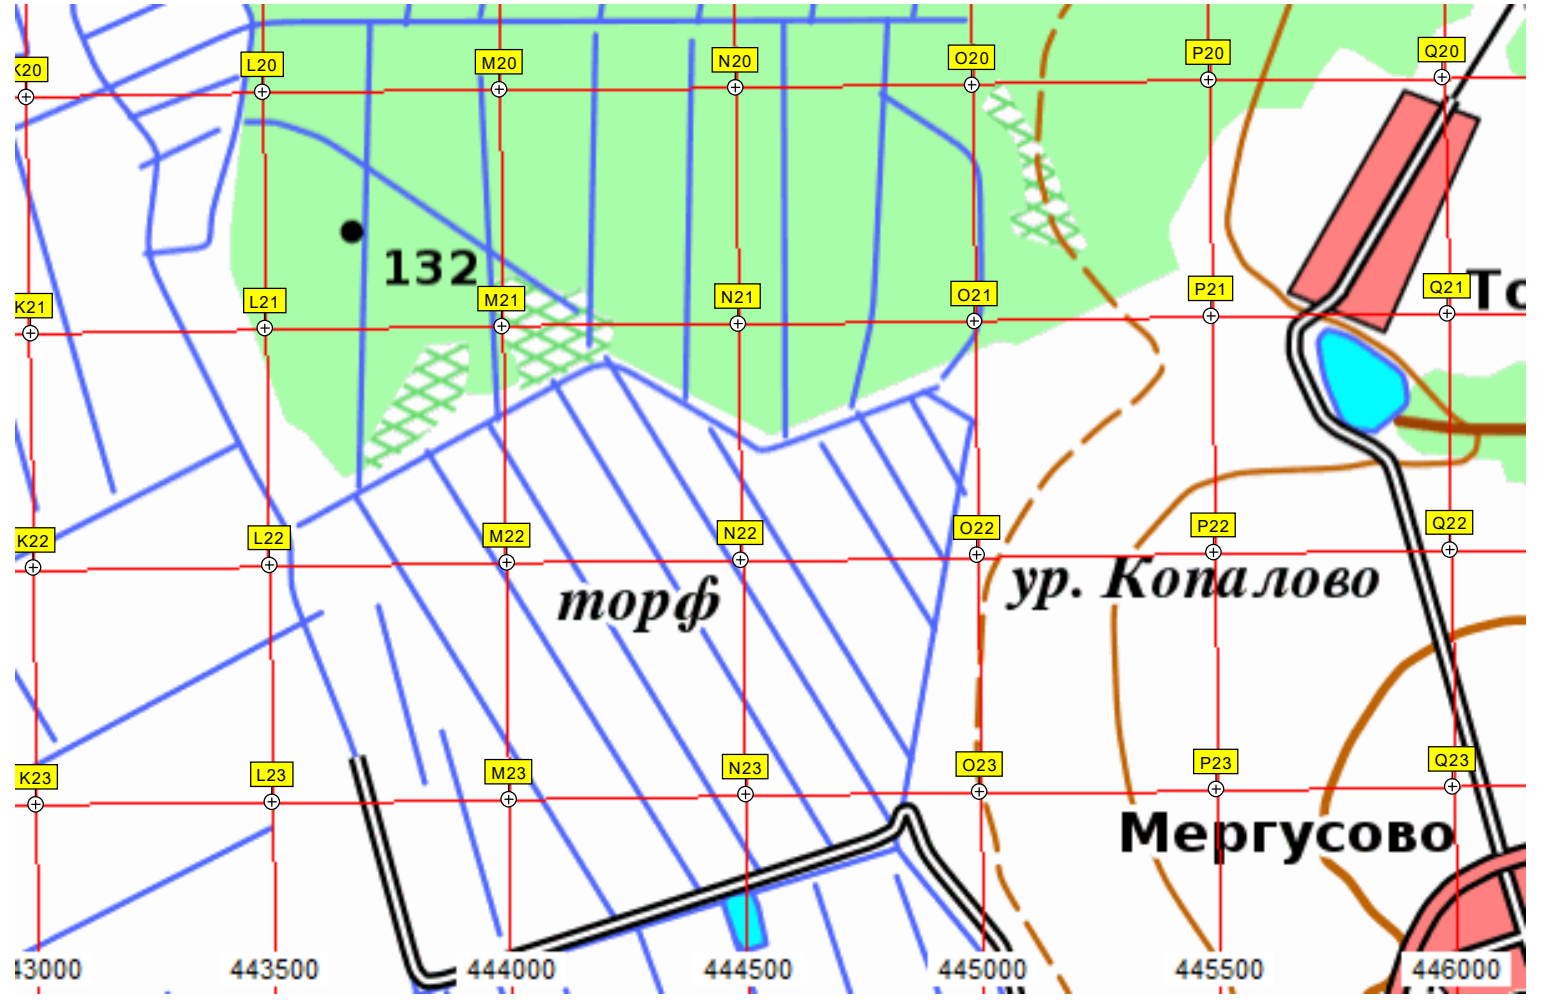 K20 L20 M20 N20 O20 P20 Q20
132
K21 L21 M21 N21 O21 P21 Q21 То
K22 L22 M22 N22 O22 P22 Q22
торф ур. Копалово
K23 L23 M23 N23 O23 P23 Q23
Мергусово
43000 443500 444000 444500 445000 445500 446000